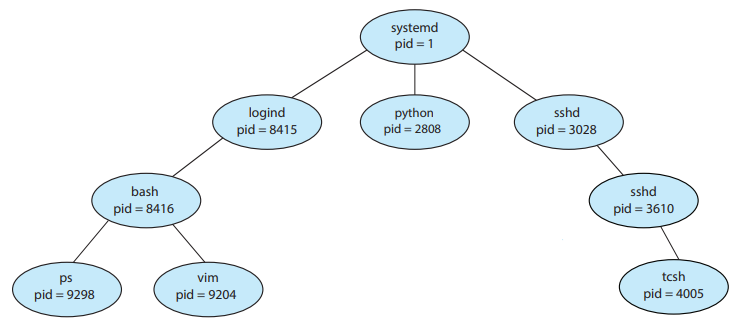 systemd
pid = 1
logind
pid = 8415
python
pid = 2808
sshd
pid = 3028
bash
pid = 8416
sshd
pid = 3610
ps
pid = 9298
vim
pid = 9204
tcsh
pid = 4005